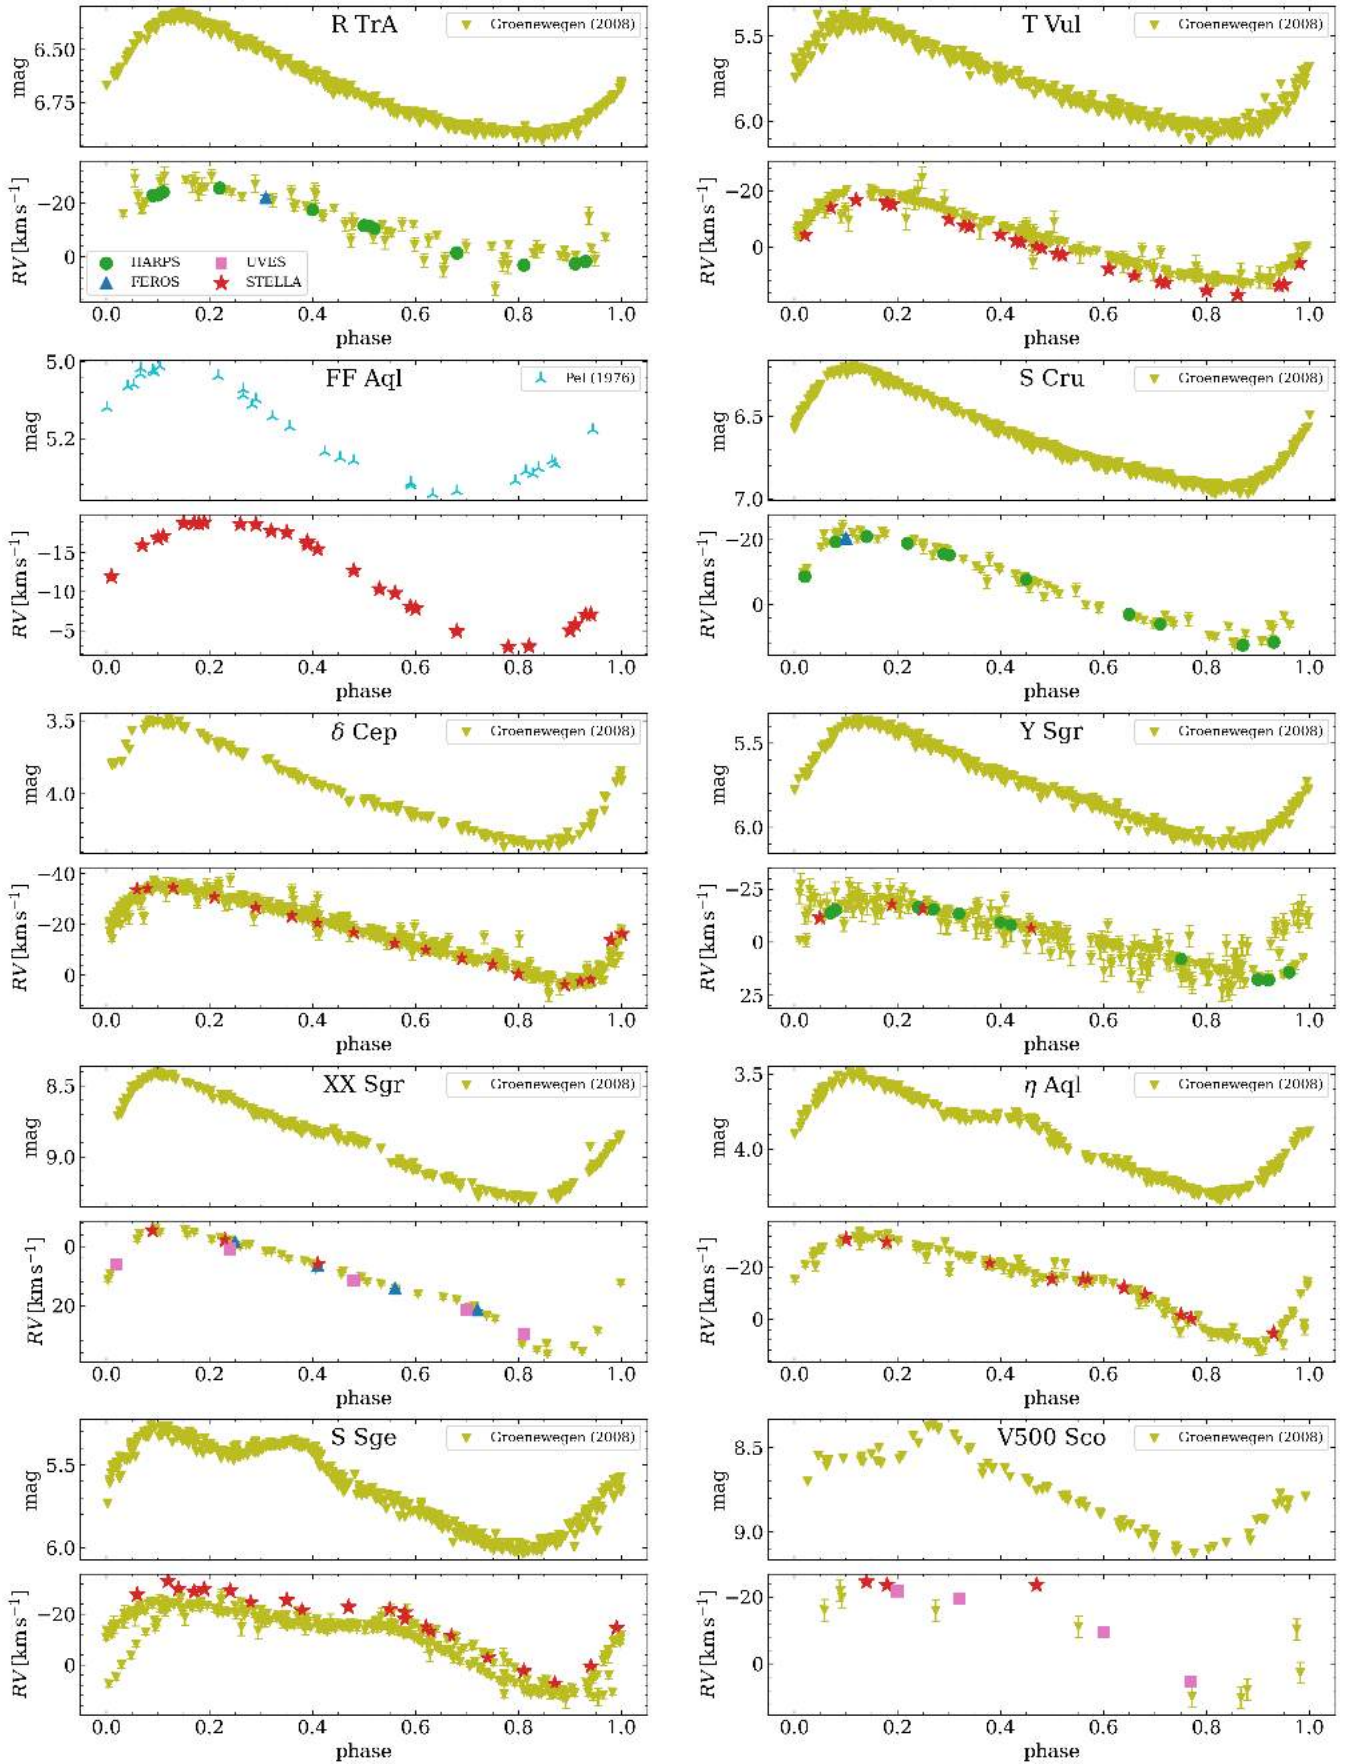 R TrA
Groenewegen (2008)
mag
6.50
6.75
RV [km s⁻¹]
−20
0
HARPS
UVES
FEROS
STELLA
0.0 0.2 0.4 0.6 0.8 1.0
phase
T Vul
Groenewegen (2008)
mag
5.5
6.0
RV [km s⁻¹]
−20
0
0.0 0.2 0.4 0.6 0.8 1.0
phase
FF Aql
Pel (1976)
mag
5.0
5.2
RV [km s⁻¹]
−15
−10
−5
0.0 0.2 0.4 0.6 0.8 1.0
phase
S Cru
Groenewegen (2008)
mag
6.5
7.0
RV [km s⁻¹]
−20
0
0.0 0.2 0.4 0.6 0.8 1.0
phase
δ Cep
Groenewegen (2008)
mag
3.5
4.0
RV [km s⁻¹]
−40
−20
0
0.0 0.2 0.4 0.6 0.8 1.0
phase
Y Sgr
Groenewegen (2008)
mag
5.5
6.0
RV [km s⁻¹]
−25
0
25
0.0 0.2 0.4 0.6 0.8 1.0
phase
XX Sgr
Groenewegen (2008)
mag
8.5
9.0
RV [km s⁻¹]
0
20
0.0 0.2 0.4 0.6 0.8 1.0
phase
η Aql
Groenewegen (2008)
mag
3.5
4.0
RV [km s⁻¹]
−20
0
0.0 0.2 0.4 0.6 0.8 1.0
phase
S Sge
Groenewegen (2008)
mag
5.5
6.0
RV [km s⁻¹]
−20
0
0.0 0.2 0.4 0.6 0.8 1.0
phase
V500 Sco
Groenewegen (2008)
mag
8.5
9.0
RV [km s⁻¹]
−20
0
0.0 0.2 0.4 0.6 0.8 1.0
phase